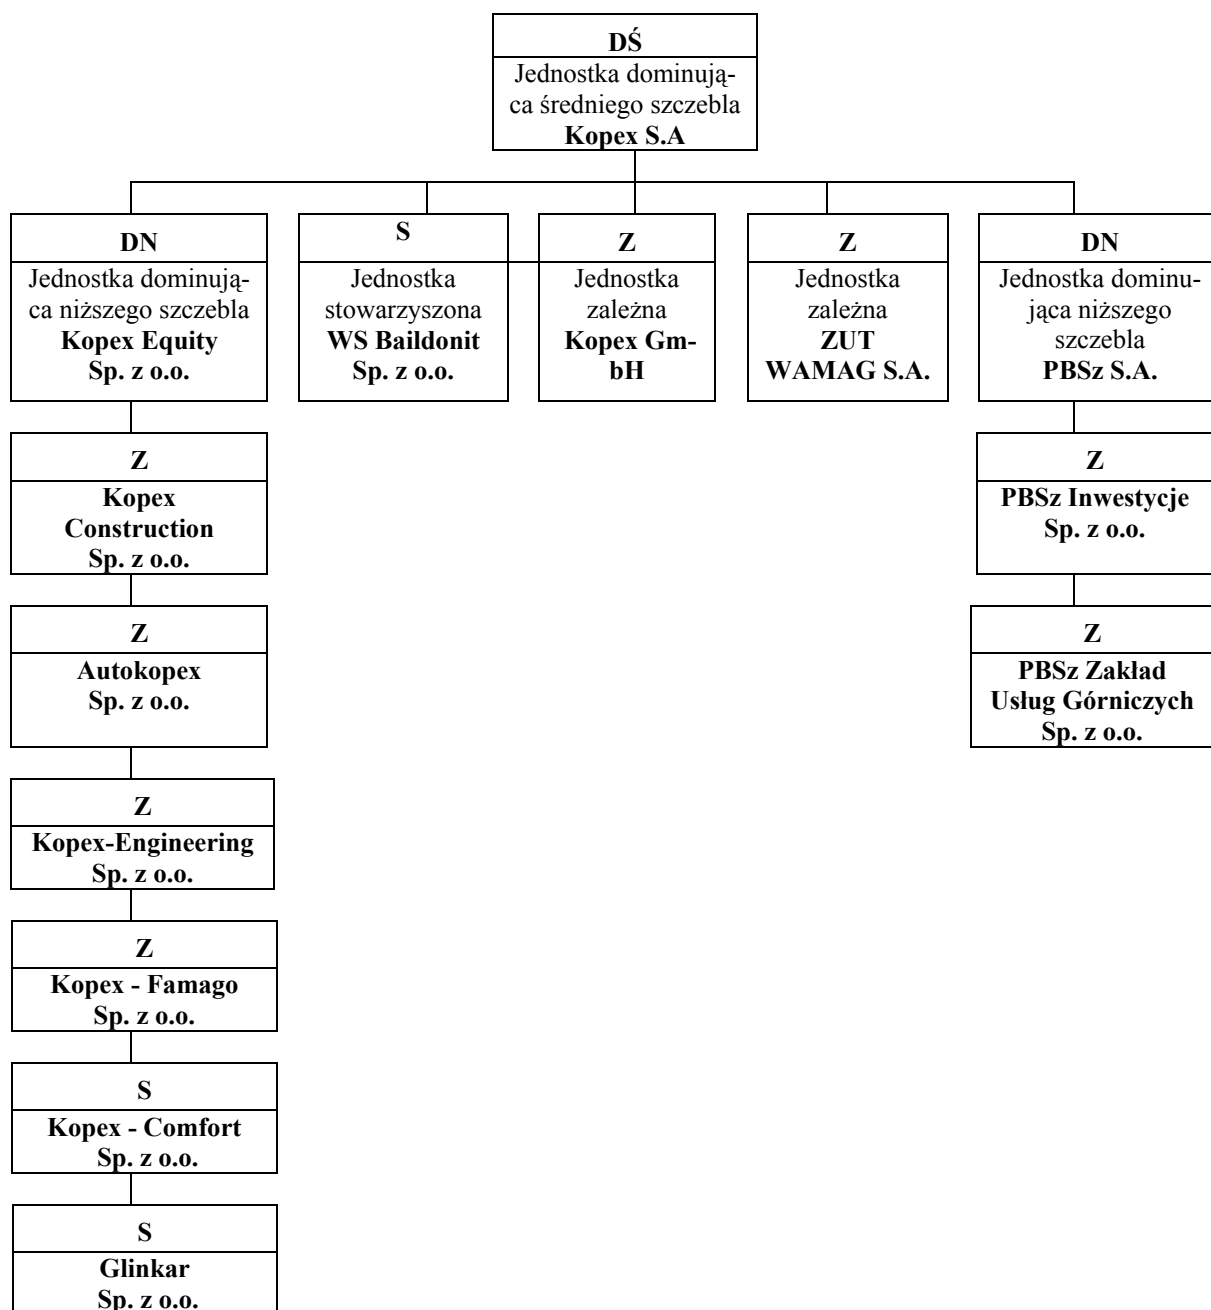 DŚ
Jednostka dominują-
ca średniego szczebla
Kopex S.A
DN
Jednostka dominują-
ca niższego szczebla
Kopex Equity
Sp. z o.o.
S
Jednostka
stowarzyszona
WS Baildonit
Sp. z o.o.
Z
Jednostka
zależna
Kopex Gm-
bH
Z
Jednostka
zależna
ZUT
WAMAG S.A.
DN
Jednostka dominu-
jąca niższego
szczebla
PBSz S.A.
Z
Kopex
Construction
Sp. z o.o.
Z
PBSz Inwestycje
Sp. z o.o.
Z
Autokopex
Sp. z o.o.
Z
PBSz Zakład
Usług Górniczych
Sp. z o.o.
Z
Kopex-Engineering
Sp. z o.o.
Z
Kopex - Famago
Sp. z o.o.
S
Kopex - Comfort
Sp. z o.o.
S
Glinkar
Sp. z o.o.